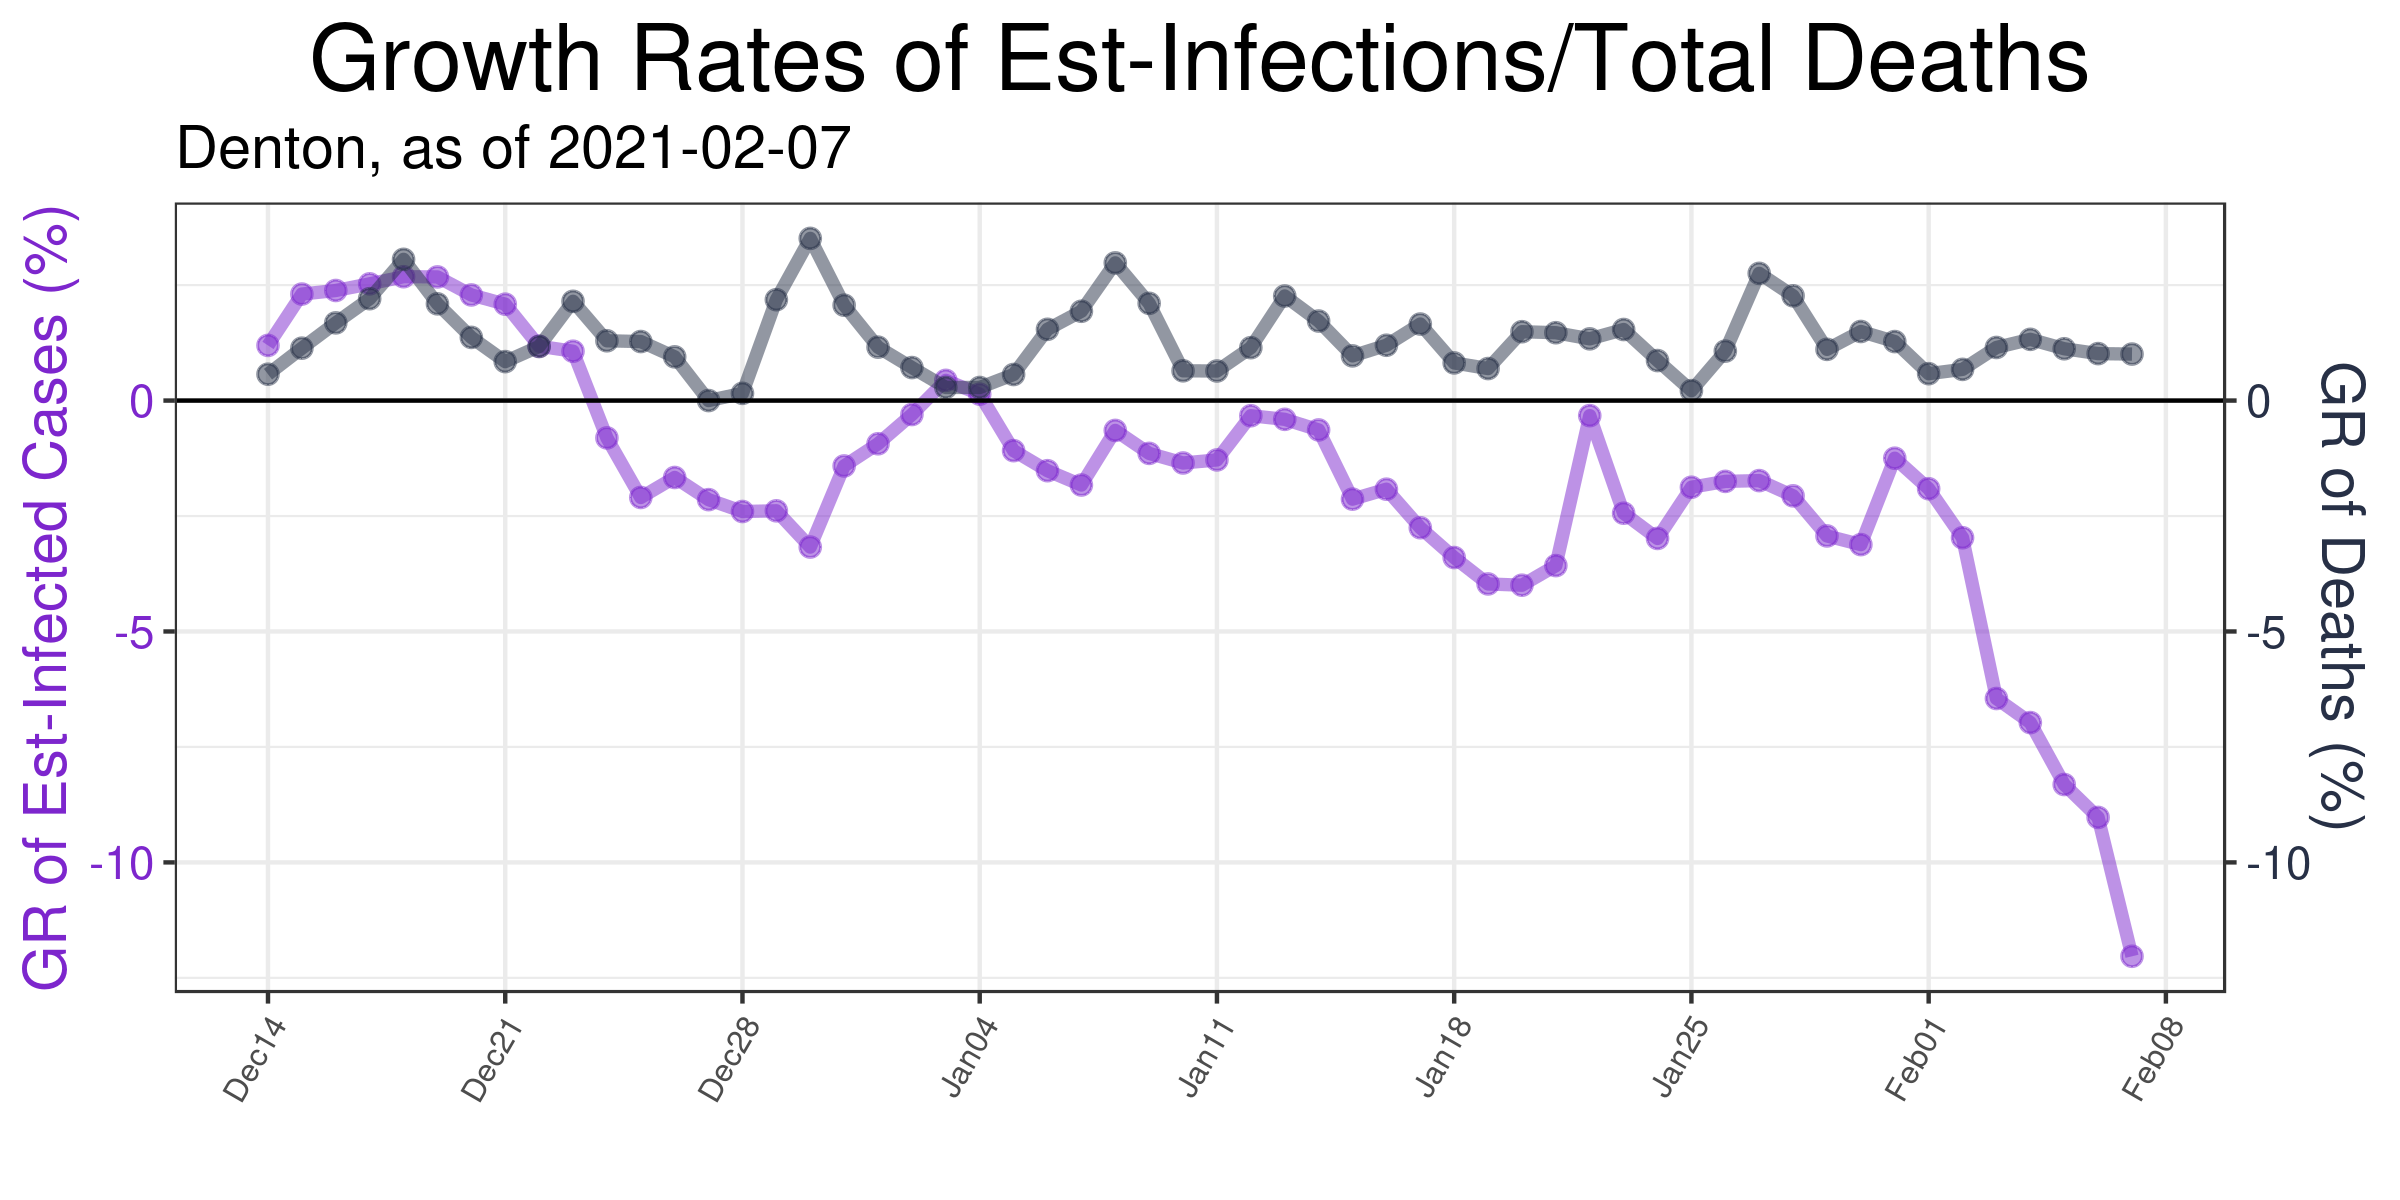 Growth Rates of Est-Infections/Total Deaths
Denton, as of 2021-02-07
GR of Est-Infected Cases (%)
0
-5
-10
0
-5
-10
GR of Deaths (%)
Dec14
Dec21
Dec28
Jan04
Jan11
Jan18
Jan25
Feb01
Feb08